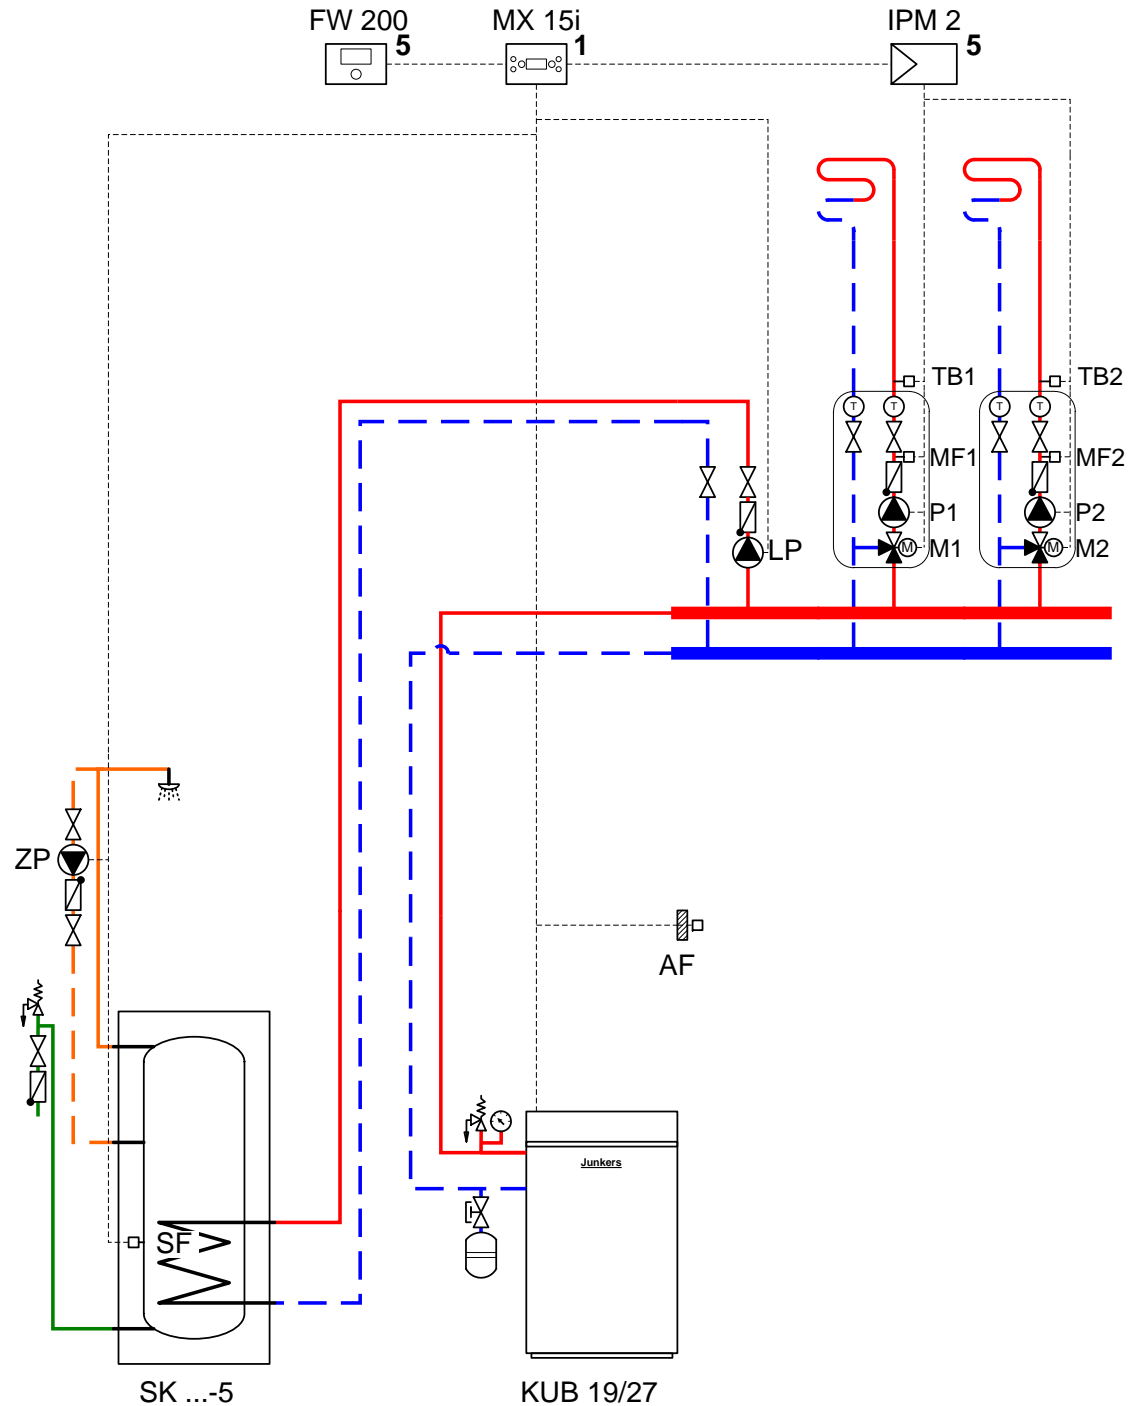 FW 200
5
MX 15i
1
IPM 2
5
TB1
TB2
T
T
T
T
MF1
MF2
P1
P2
LP
M
M1
M
M2
ZP
AF
Junkers
SF
SK ...-5
KUB 19/27